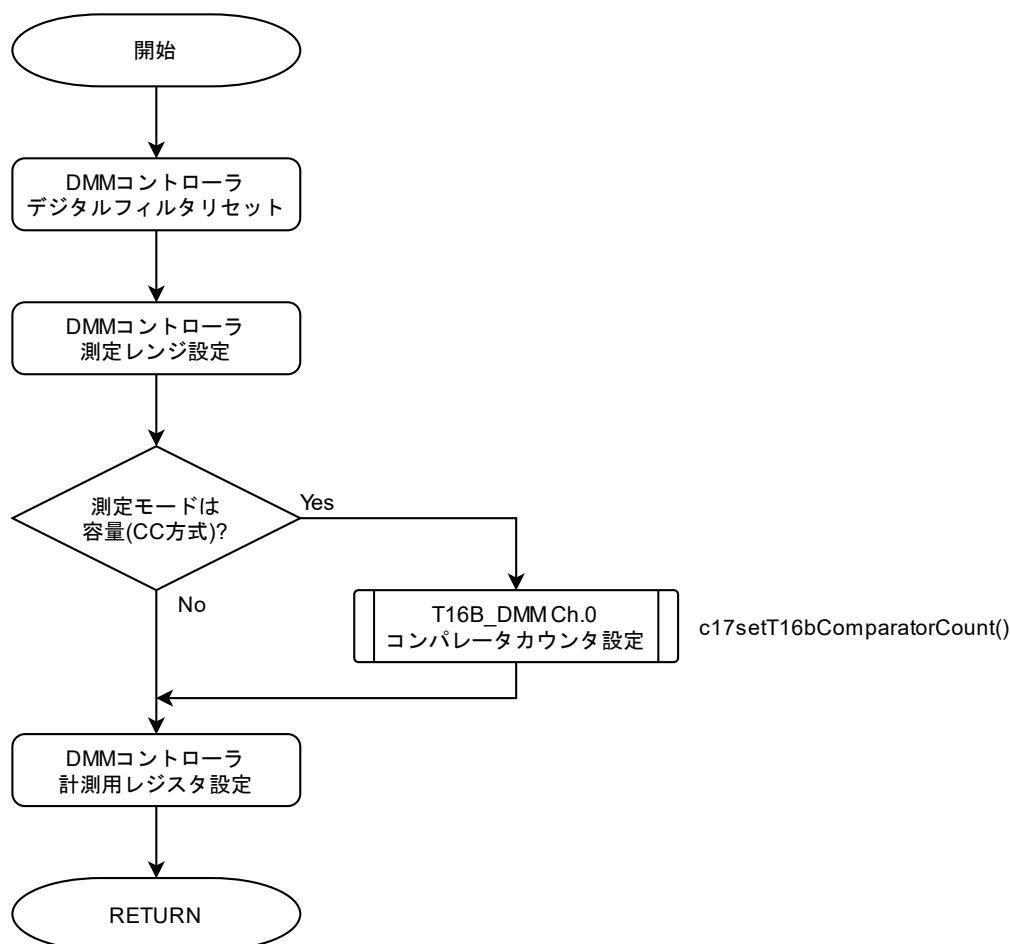 開始
DMMコントローラ
デジタルフィルタリセット
DMMコントローラ
測定レンジ設定
測定モードは
容量(CC方式)?
Yes
No
T16B_DMM Ch.0
コンパレータカウンタ設定
c17setT16bComparatorCount()
DMMコントローラ
計測用レジスタ設定
RETURN